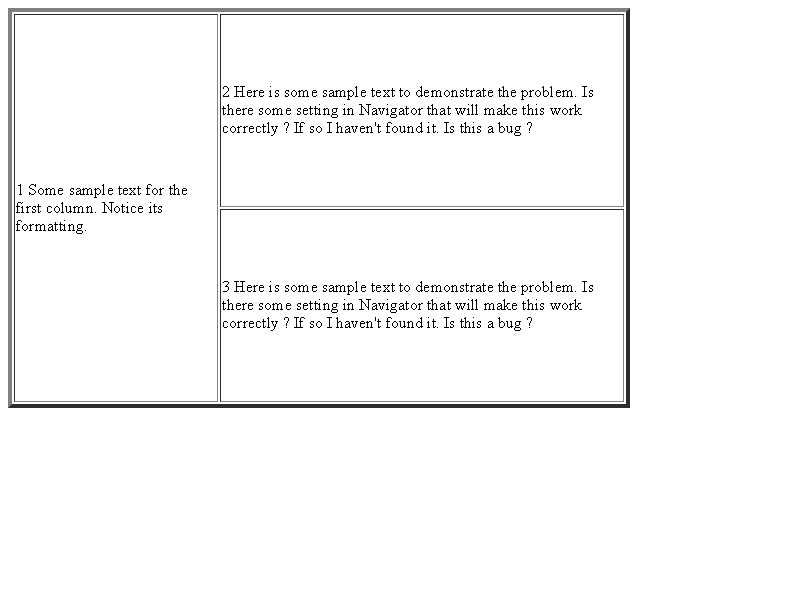 1 Some sample text for the
first column. Notice its
formatting.
2 Here is some sample text to demonstrate the problem. Is
there some setting in Navigator that will make this work
correctly ? If so I haven't found it. Is this a bug ?
3 Here is some sample text to demonstrate the problem. Is
there some setting in Navigator that will make this work
correctly ? If so I haven't found it. Is this a bug ?